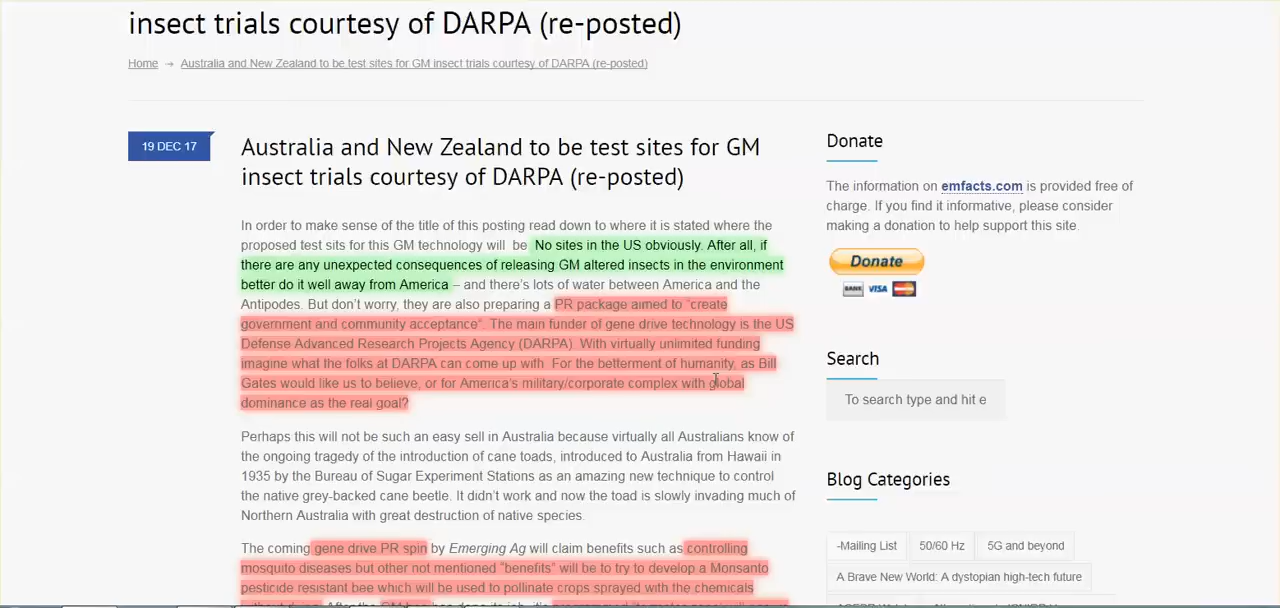 insect trials courtesy of DARPA (re-posted)
Home → Australia and New Zealand to be test sites for GM insect trials courtesy of DARPA (re-posted)
19 DEC 17
Australia and New Zealand to be test sites for GM
insect trials courtesy of DARPA (re-posted)
In order to make sense of the title of this posting read down to where it is stated where the
proposed test sits for this GM technology will be No sites in the US obviously. After all, if
there are any unexpected consequences of releasing GM altered insects in the environment
better do it well away from America – and there's lots of water between America and the
Antipodes. But don't worry, they are also preparing a PR package aimed to "create
government and community acceptance". The main funder of gene drive technology is the US
Defense Advanced Research Projects Agency (DARPA). With virtually unlimited funding
imagine what the folks at DARPA can come up with For the betterment of humanity, as Bill
Gates would like us to believe, or for America's military/corporate complex with global
dominance as the real goal?
Perhaps this will not be such an easy sell in Australia because virtually all Australians know of
the ongoing tragedy of the introduction of cane toads, introduced to Australia from Hawaii in
1935 by the Bureau of Sugar Experiment Stations as an amazing new technique to control
the native grey-backed cane beetle. It didn't work and now the toad is slowly invading much of
Northern Australia with great destruction of native species.
The coming gene drive PR spin by Emerging Ag will claim benefits such as controlling
mosquito diseases but other not mentioned "benefits" will be to try to develop a Monsanto
pesticide resistant bee which will be used to pollinate crops sprayed with the chemicals
Donate
The information on emfacts.com is provided free of
charge. If you find it informative, please consider
making a donation to help support this site.
Donate
BANK VISA
Search
To search type and hit e
Blog Categories
-Mailing List 50/60 Hz 5G and beyond
A Brave New World: A dystopian high-tech future